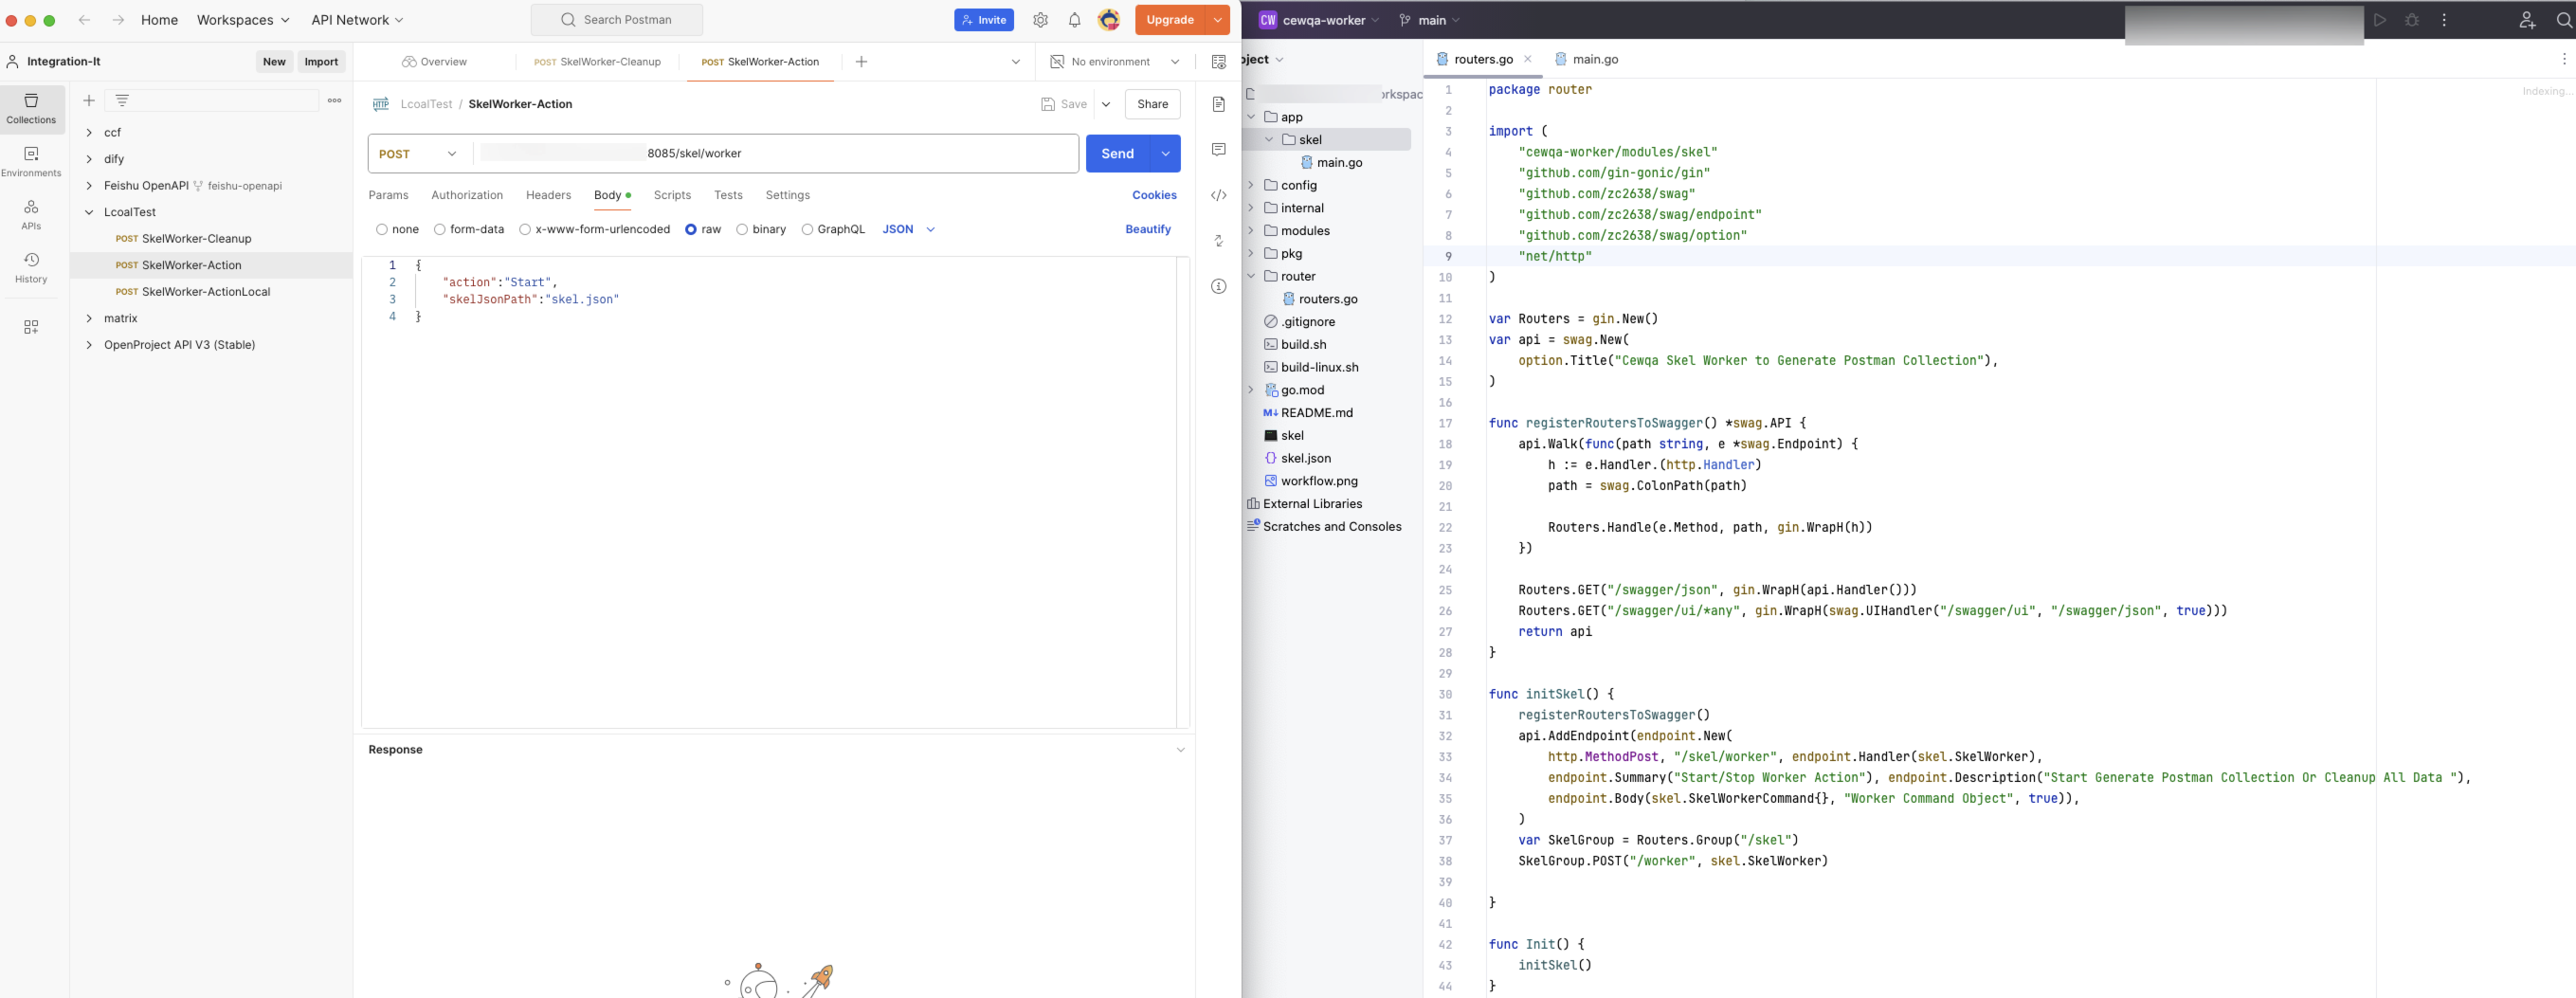 Home Workspaces API Network Search Postman Invite Upgrade
Integration-It New Import
Overview POST SkelWorker-Cleanup POST SkelWorker-Action No environment
Collections
Environments
APIs
History
ccf
dify
Feishu OpenAPI feishu-openapi
LcoalTest
POST SkelWorker-Cleanup
POST SkelWorker-Action
POST SkelWorker-ActionLocal
matrix
OpenProject API V3 (Stable)
HTTP LcoalTest / SkelWorker-Action Save Share
POST 8085/skel/worker Send
Params Authorization Headers Body Scripts Tests Settings Cookies
none form-data x-www-form-urlencoded raw binary GraphQL JSON Beautify
1 {
2 "action":"Start",
3 "skelJsonPath":"skel.json"
4 }
Response
CW cewqa-worker main
oject
orkspac
app
skel
main.go
config
internal
modules
pkg
router
routers.go
.gitignore
build.sh
build-linux.sh
go.mod
M↓ README.md
skel
skel.json
workflow.png
External Libraries
Scratches and Consoles
routers.go main.go
Indexing...
1 package router
2
3 import (
4 "cewqa-worker/modules/skel"
5 "github.com/gin-gonic/gin"
6 "github.com/zc2638/swag"
7 "github.com/zc2638/swag/endpoint"
8 "github.com/zc2638/swag/option"
9 "net/http"
10 )
11
12 var Routers = gin.New()
13 var api = swag.New(
14 option.Title("Cewqa Skel Worker to Generate Postman Collection"),
15 )
16
17 func registerRoutersToSwagger() *swag.API {
18 api.Walk(func(path string, e *swag.Endpoint) {
19 h := e.Handler.(http.Handler)
20 path = swag.ColonPath(path)
21
22 Routers.Handle(e.Method, path, gin.WrapH(h))
23 })
24
25 Routers.GET("/swagger/json", gin.WrapH(api.Handler()))
26 Routers.GET("/swagger/ui/*any", gin.WrapH(swag.UIHandler("/swagger/ui", "/swagger/json", true)))
27 return api
28 }
29
30 func initSkel() {
31 registerRoutersToSwagger()
32 api.AddEndpoint(endpoint.New(
33 http.MethodPost, "/skel/worker", endpoint.Handler(skel.SkelWorker),
34 endpoint.Summary("Start/Stop Worker Action"), endpoint.Description("Start Generate Postman Collection Or Cleanup All Data "),
35 endpoint.Body(skel.SkelWorkerCommand{}, "Worker Command Object", true)),
36 )
37 var SkelGroup = Routers.Group("/skel")
38 SkelGroup.POST("/worker", skel.SkelWorker)
39
40 }
41
42 func Init() {
43 initSkel()
44 }